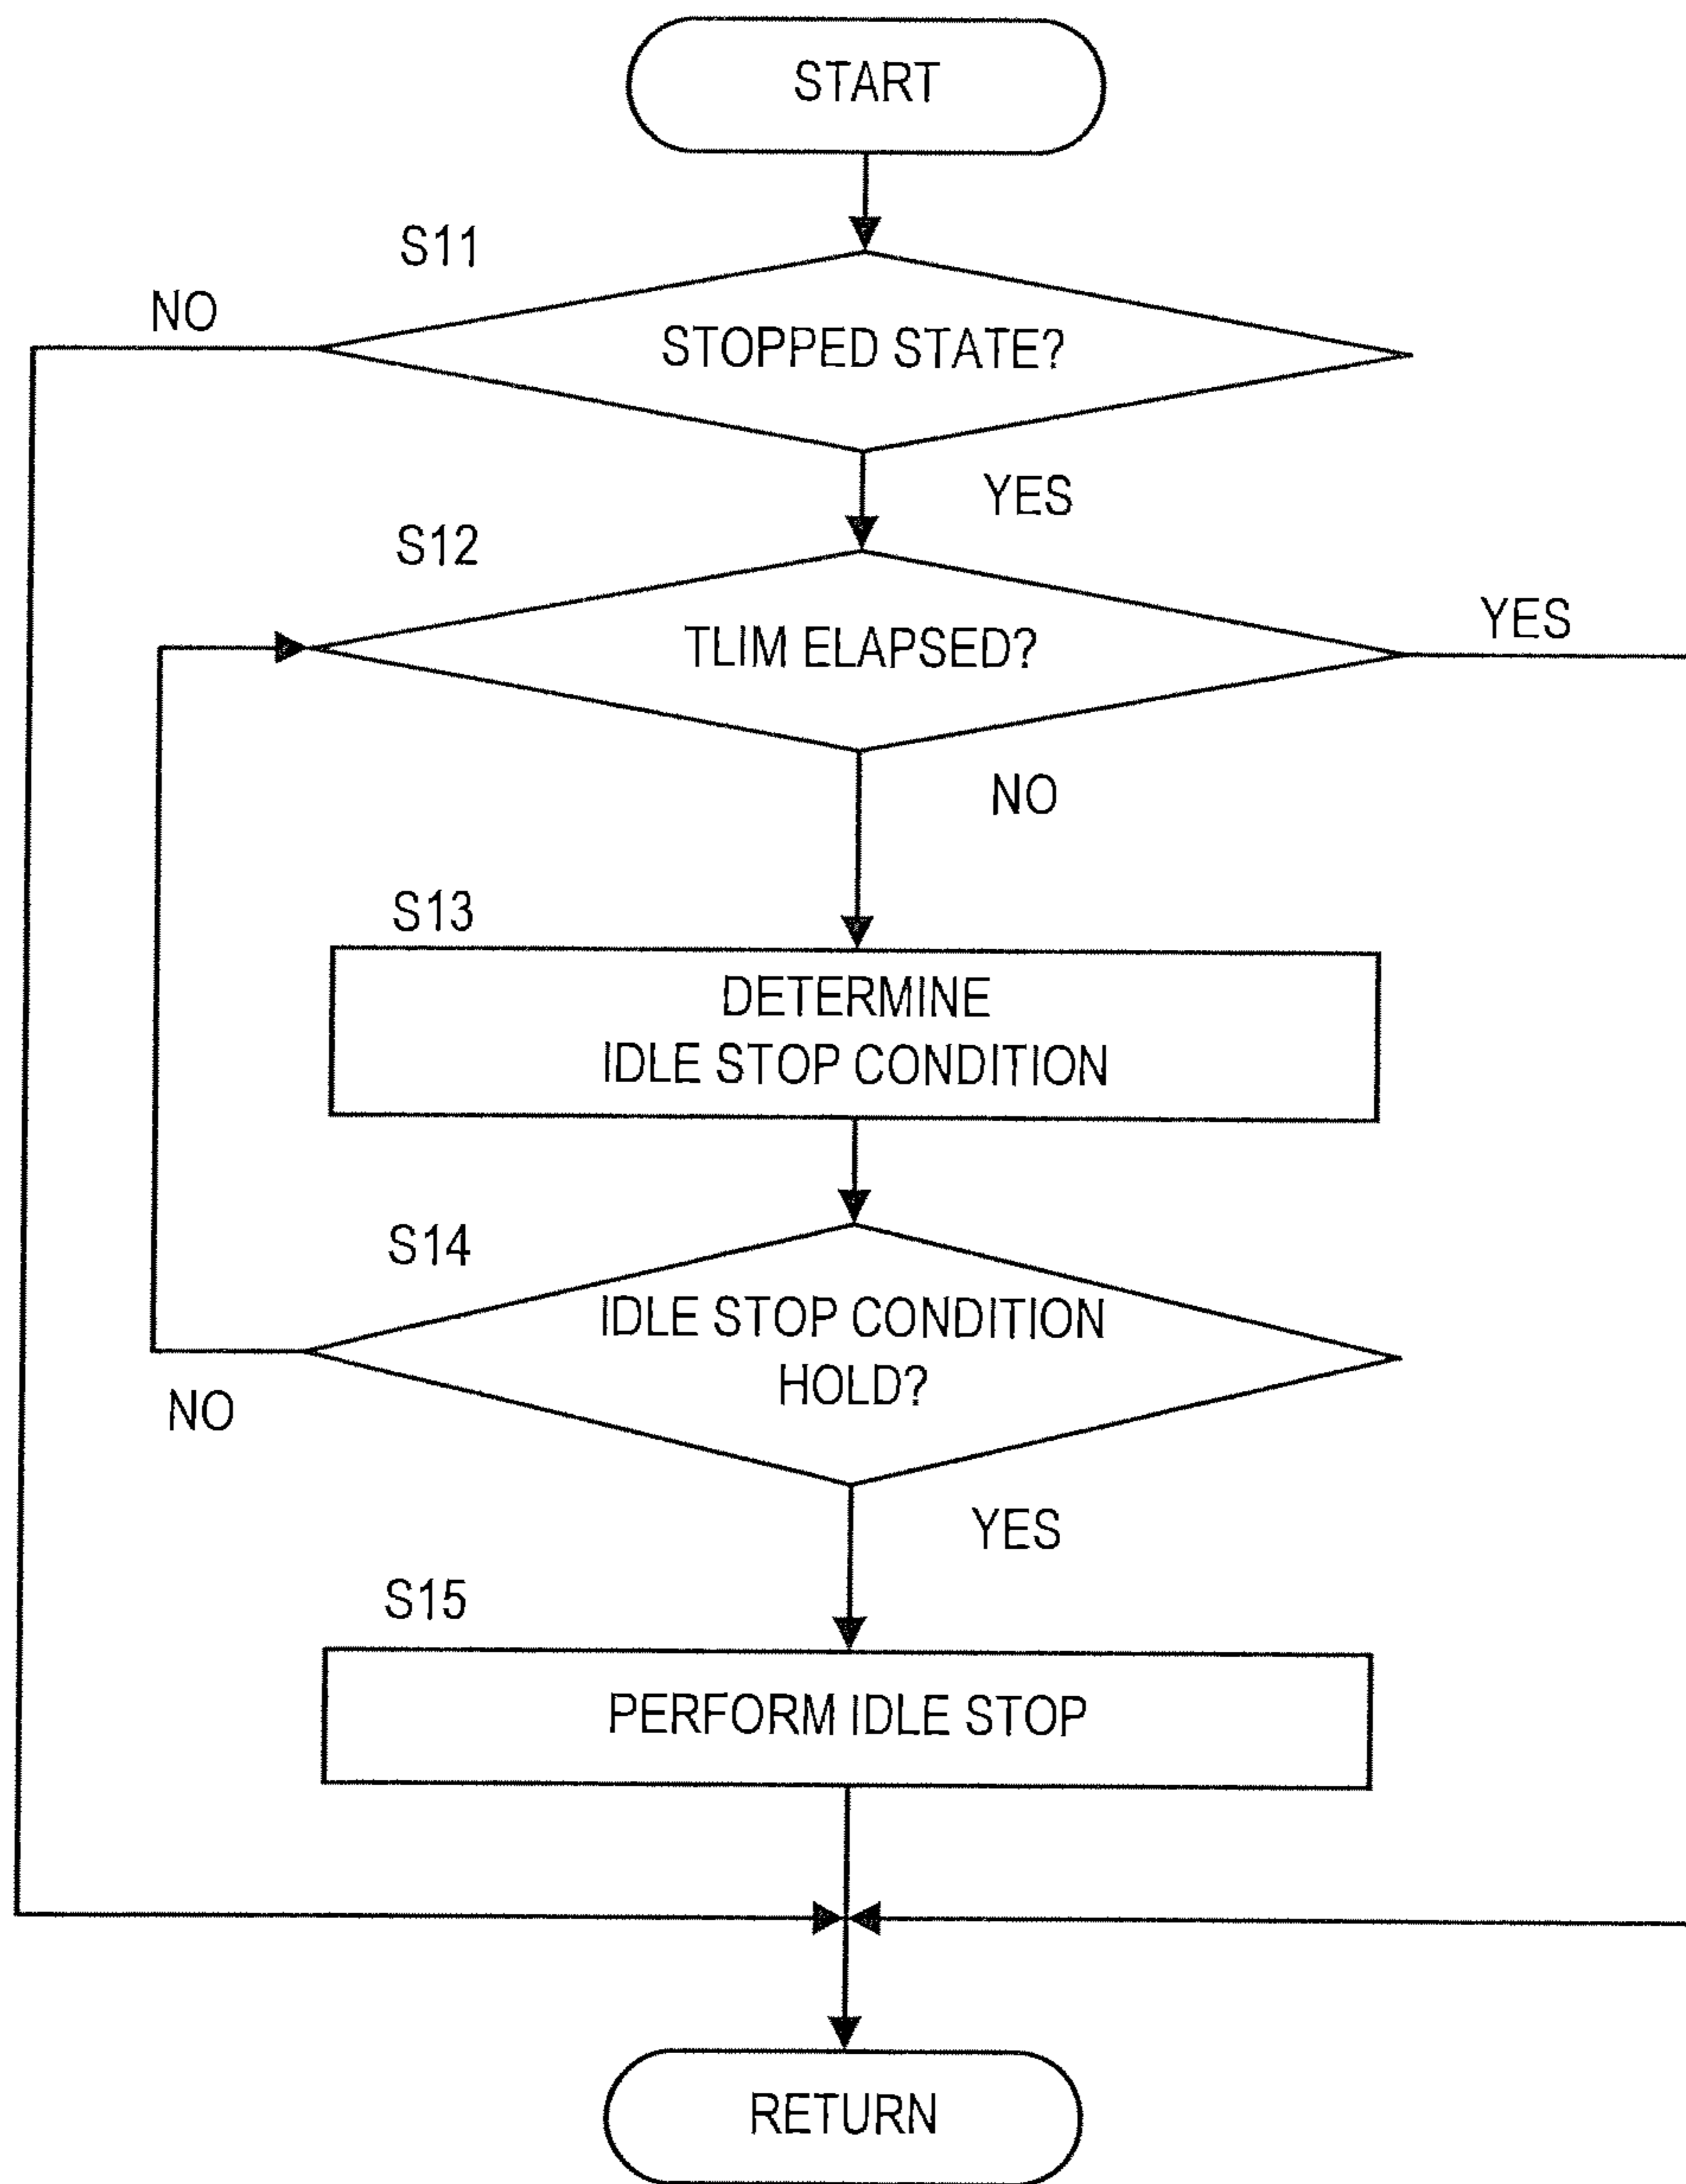 START
S11
NO
STOPPED STATE?
YES
S12
YES
TLIM ELAPSED?
NO
S13
DETERMINE
IDLE STOP CONDITION
S14
IDLE STOP CONDITION
HOLD?
NO
YES
S15
PERFORM IDLE STOP
RETURN